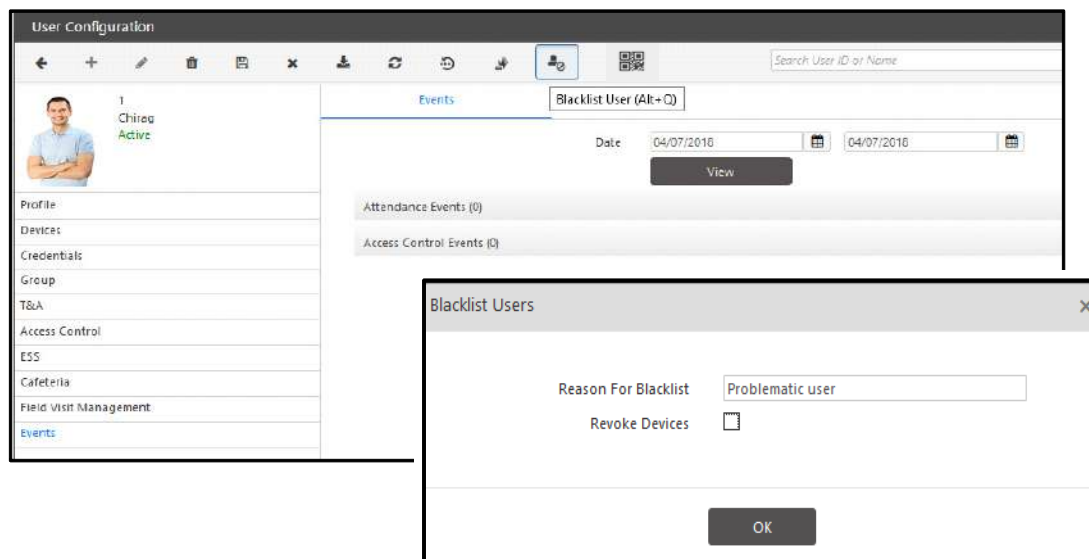 User Configuration
Search User ID or Name
1
Chirag
Active
Events
Blacklist User (Alt+Q)
Date 04/07/2018 04/07/2018
View
Profile
Attendance Events (0)
Devices
Access Control Events (0)
Credentials
Group
T&A
Access Control
ESS
Cafeteria
Field Visit Management
Events
Blacklist Users
Reason For Blacklist Problematic user
Revoke Devices
OK